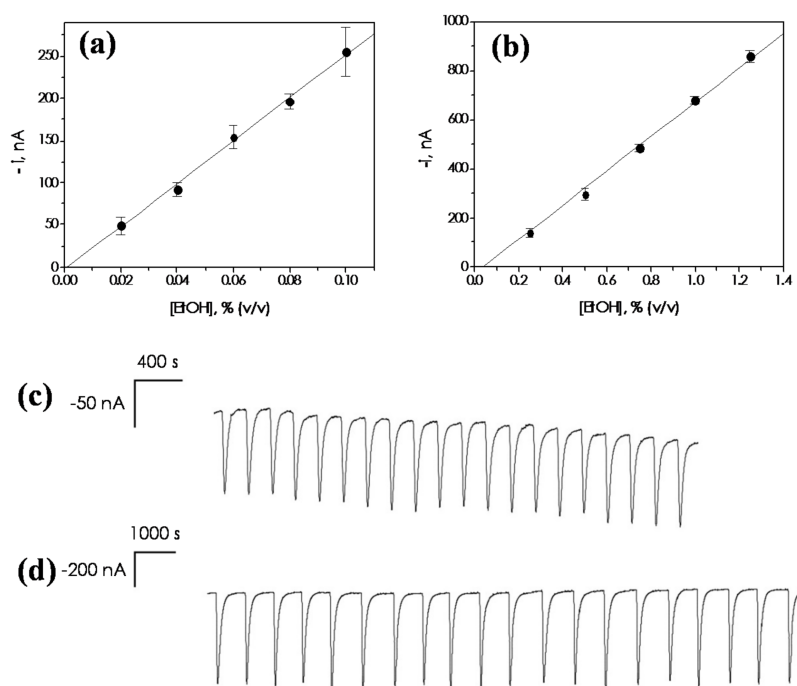 (a)
250
200
150
100
50
0
- I, nA
0.00 0.02 0.04 0.06 0.08 0.10
[EtOH], % (v/v)
(b)
1000
800
600
400
200
0
-I, nA
0.0 0.2 0.4 0.6 0.8 1.0 1.2 1.4
[EtOH], % (v/v)
(c)
400 s
-50 nA
(d)
1000 s
-200 nA